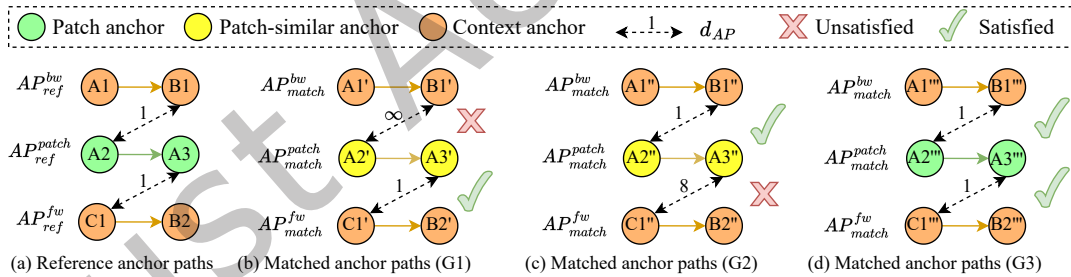 Patch anchor Patch-similar anchor Context anchor 1 d_AP Unsatisfied Satisfied
AP_ref^bw A1 B1 AP_match^bw A1' B1' AP_match^bw A1'' B1'' AP_match^bw A1''' B1'''
1 ∞ 1 1
AP_ref^patch A2 A3 AP_match^patch A2' A3' AP_match^patch A2'' A3'' AP_match^patch A2''' A3'''
1 1 8 1
AP_ref^fw C1 B2 AP_match^fw C1' B2' AP_match^fw C1'' B2'' AP_match^fw C1''' B2'''
(a) Reference anchor paths (b) Matched anchor paths (G1) (c) Matched anchor paths (G2) (d) Matched anchor paths (G3)